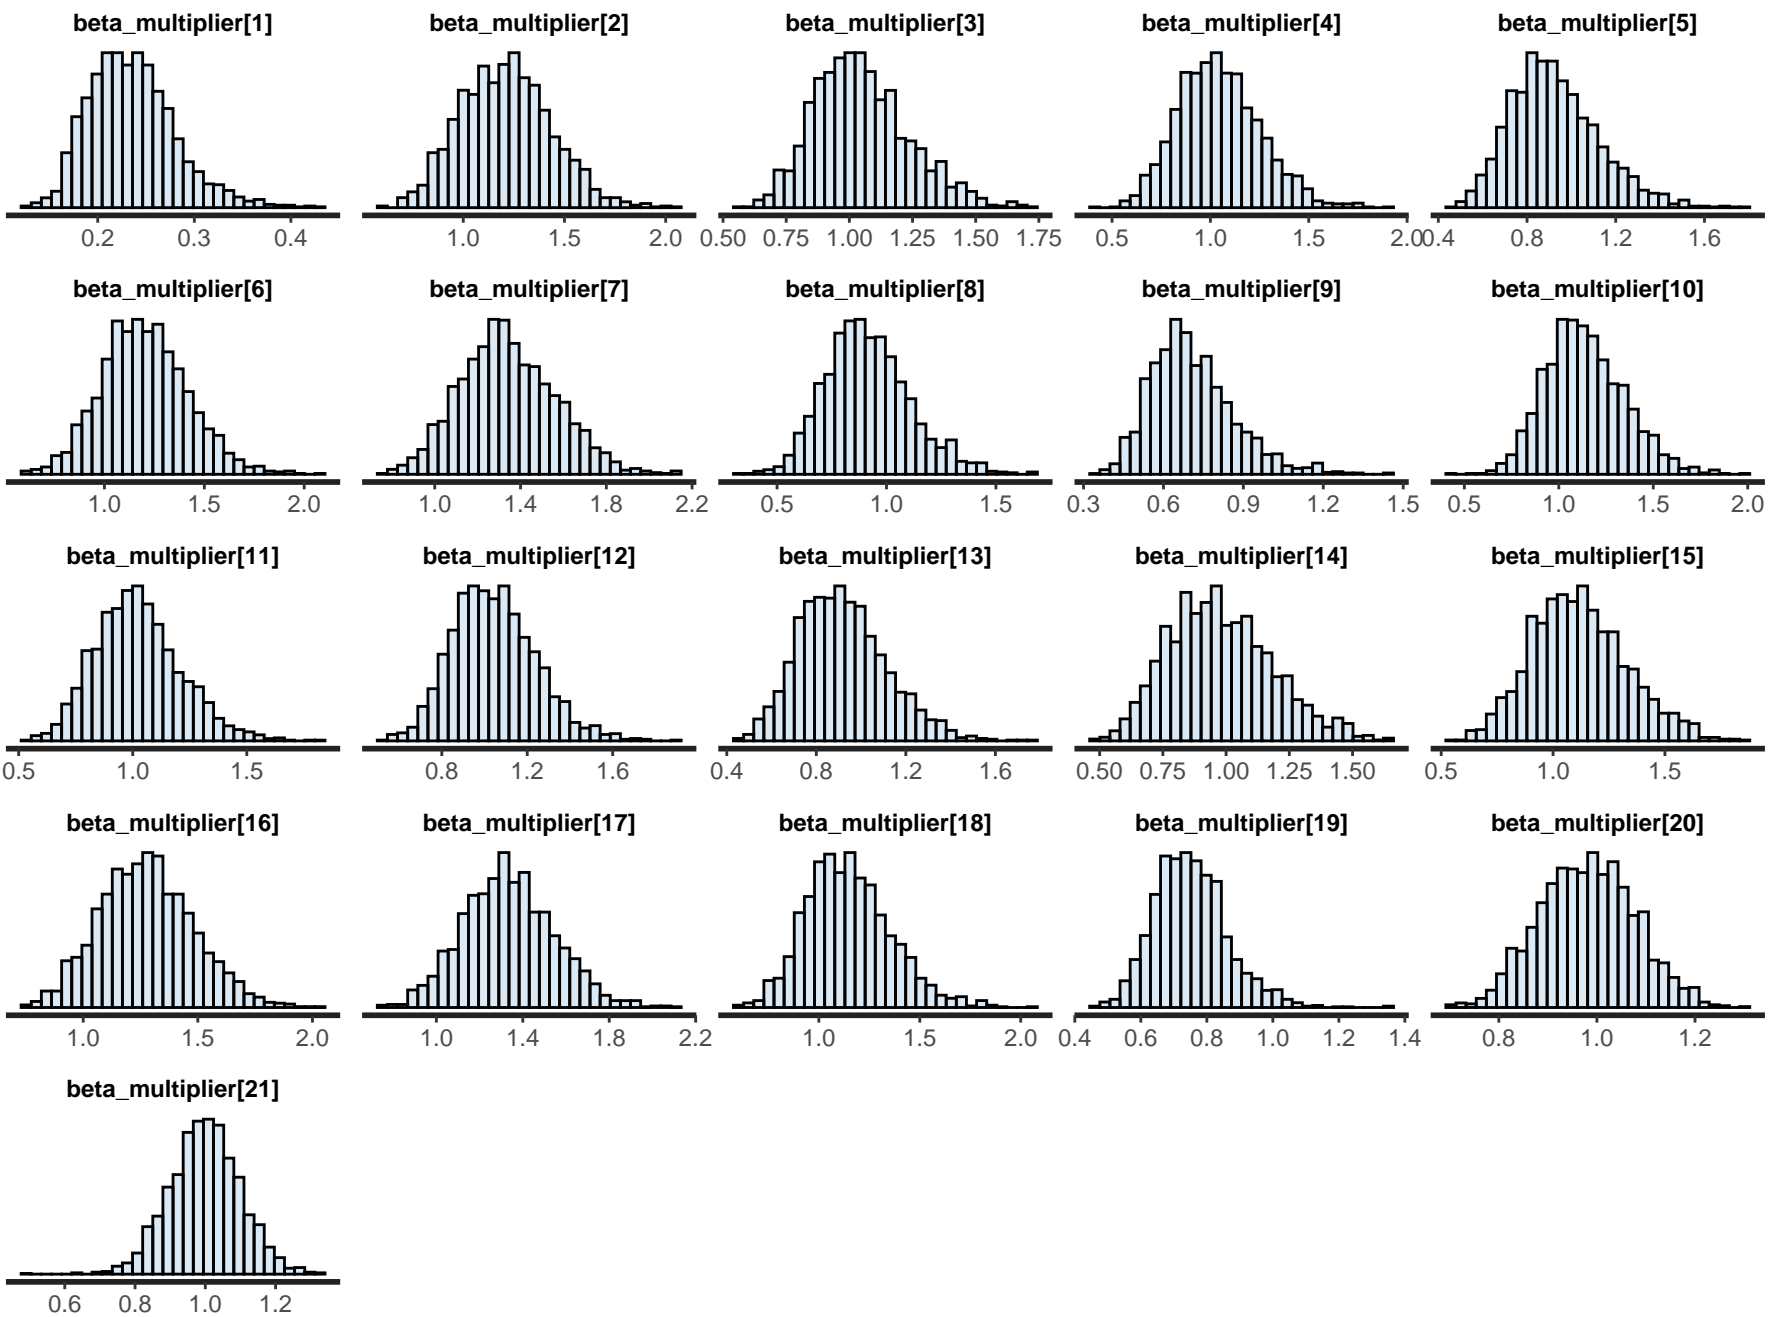 beta_multiplier[1] beta_multiplier[2] beta_multiplier[3] beta_multiplier[4] beta_multiplier[5]
0.2 0.3 0.4 1.0 1.5 2.0 0.50 0.75 1.00 1.25 1.50 1.75 0.5 1.0 1.5 2.0 0.4 0.8 1.2 1.6
beta_multiplier[6] beta_multiplier[7] beta_multiplier[8] beta_multiplier[9] beta_multiplier[10]
1.0 1.5 2.0 1.0 1.4 1.8 2.2 0.5 1.0 1.5 0.3 0.6 0.9 1.2 1.5 0.5 1.0 1.5 2.0
beta_multiplier[11] beta_multiplier[12] beta_multiplier[13] beta_multiplier[14] beta_multiplier[15]
0.5 1.0 1.5 0.8 1.2 1.6 0.4 0.8 1.2 1.6 0.50 0.75 1.00 1.25 1.50 0.5 1.0 1.5
beta_multiplier[16] beta_multiplier[17] beta_multiplier[18] beta_multiplier[19] beta_multiplier[20]
1.0 1.5 2.0 1.0 1.4 1.8 2.2 1.0 1.5 2.0 0.4 0.6 0.8 1.0 1.2 1.4 0.8 1.0 1.2
beta_multiplier[21]
0.6 0.8 1.0 1.2